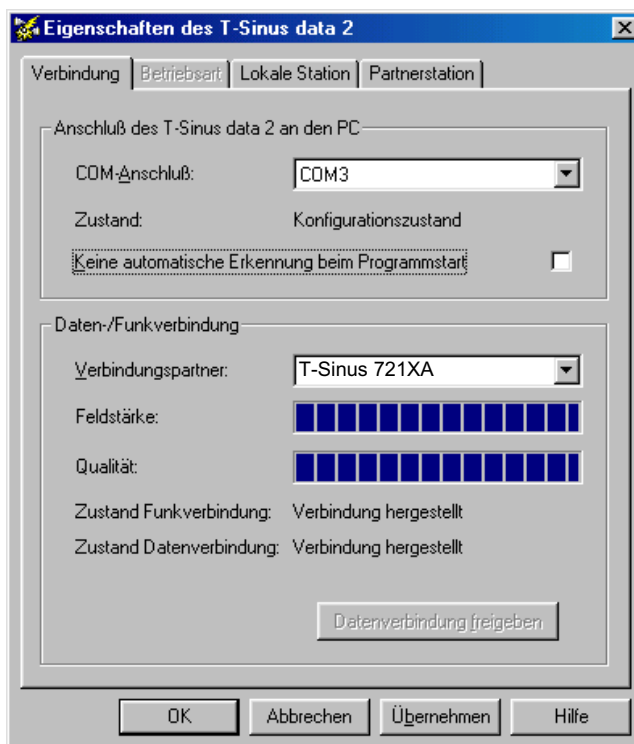 Eigenschaften des T-Sinus data 2
Verbindung Betriebsart Lokale Station Partnerstation
Anschluß des T-Sinus data 2 an den PC
COM-Anschluß: COM3
Zustand: Konfigurationszustand
Keine automatische Erkennung beim Programmstart
Daten-/Funkverbindung
Verbindungspartner: T-Sinus 721XA
Feldstärke:
Qualität:
Zustand Funkverbindung: Verbindung hergestellt
Zustand Datenverbindung: Verbindung hergestellt
Datenverbindung freigeben
OK Abbrechen Übernehmen Hilfe